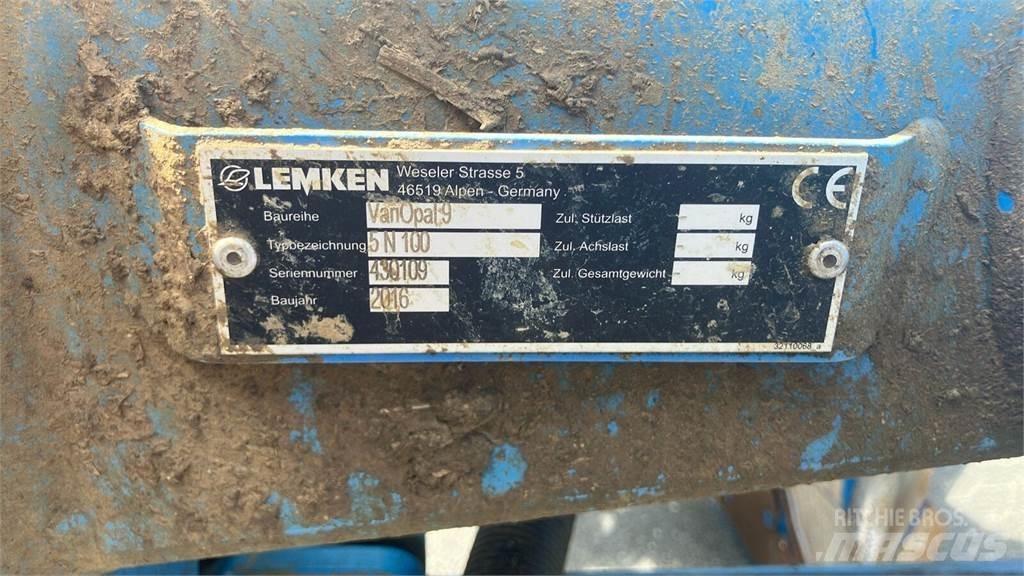 LEMKEN Weseler Strasse 5
46519 Alpen - Germany
CE
Baureihe VariOpal 9
Zul. Stützlast - kg
Typbezeichnung 5 N 100
Zul. Achslast - kg
Seriennummer 430109
Zul. Gesamtgewicht - kg
Baujahr 2016
32110068_a
RITCHIE BROS.
MASCUS